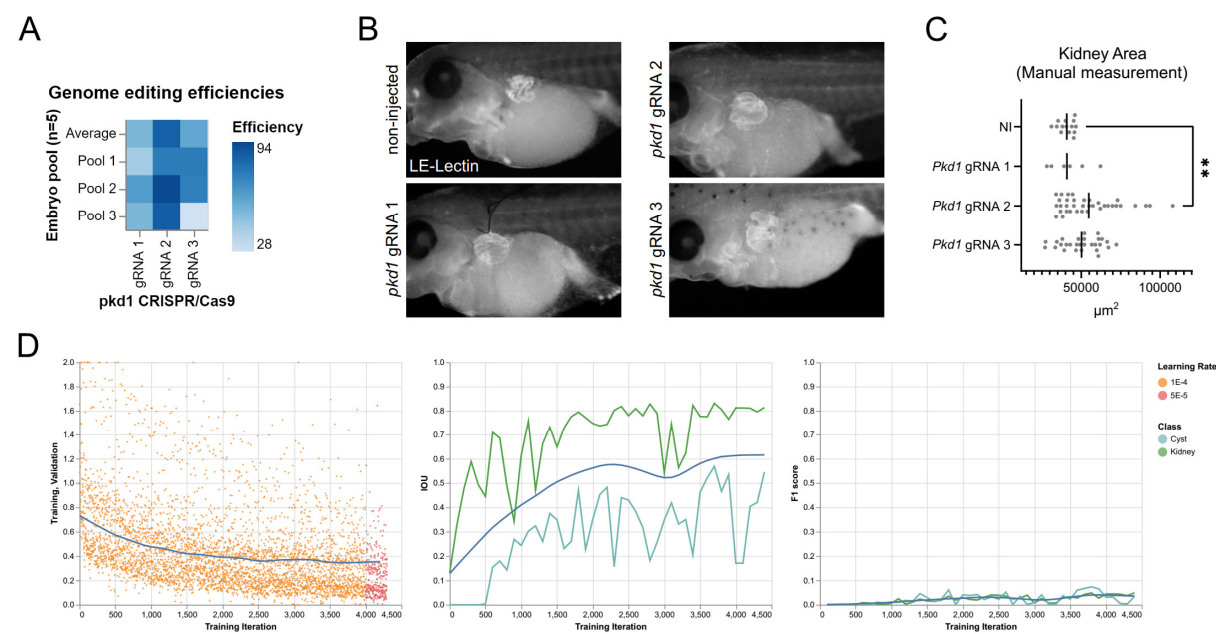 A
Genome editing efficiencies
Embryo pool (n=5)
Average
Pool 1
Pool 2
Pool 3
gRNA 1
gRNA 2
gRNA 3
pkd1 CRISPR/Cas9
Efficiency
94
28
B
non-injected
LE-Lectin
pkd1 gRNA 2
pkd1 gRNA 1
pkd1 gRNA 3
C
Kidney Area
(Manual measurement)
NI
Pkd1 gRNA 1
Pkd1 gRNA 2
Pkd1 gRNA 3
**
50000 100000
µm²
D
Training, Validation
2.0
1.8
1.6
1.4
1.2
1.0
0.8
0.6
0.4
0.2
0.0
0 500 1,000 1,500 2,000 2,500 3,000 3,500 4,000 4,500
Training Iteration
IOU
1.0
0.9
0.8
0.7
0.6
0.5
0.4
0.3
0.2
0.1
0.0
1,000 500 1,000 1,500 2,000 2,500 3,000 3,500 4,000 4,500
Training Iteration
F1 score
1.0
0.9
0.8
0.7
0.6
0.5
0.4
0.3
0.2
0.1
0.0
0 500 1,000 1,500 2,000 2,500 3,000 3,500 4,000 4,500
Training Iteration
Learning Rate
1E-4
5E-5
Class
Cyst
Kidney